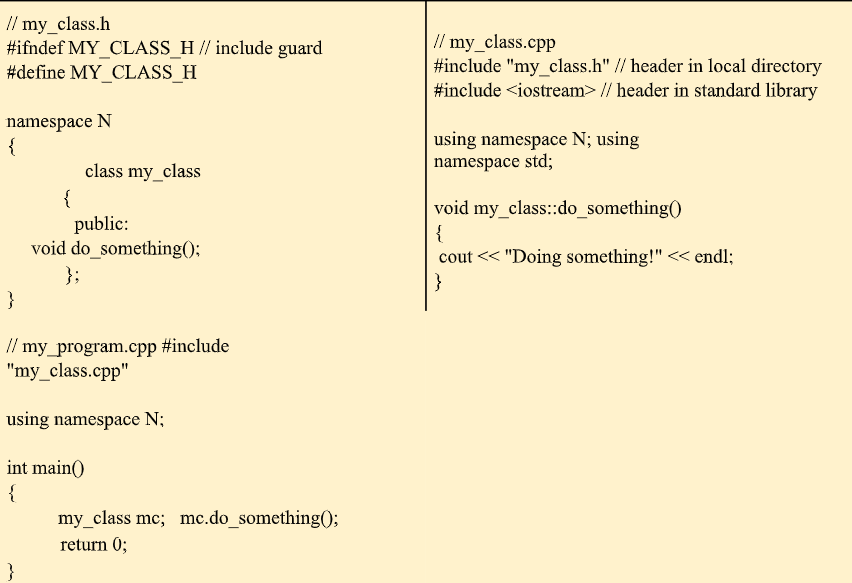 // my_class.h
#ifndef MY_CLASS_H // include guard
#define MY_CLASS_H
namespace N
{
class my_class
{
public:
void do_something();
};
}
// my_class.cpp
#include "my_class.h" // header in local directory
#include <iostream> // header in standard library
using namespace N; using
namespace std;
void my_class::do_something()
{
cout << "Doing something!" << endl;
}
// my_program.cpp #include
"my_class.cpp"
using namespace N;
int main()
{
my_class mc; mc.do_something();
return 0;
}